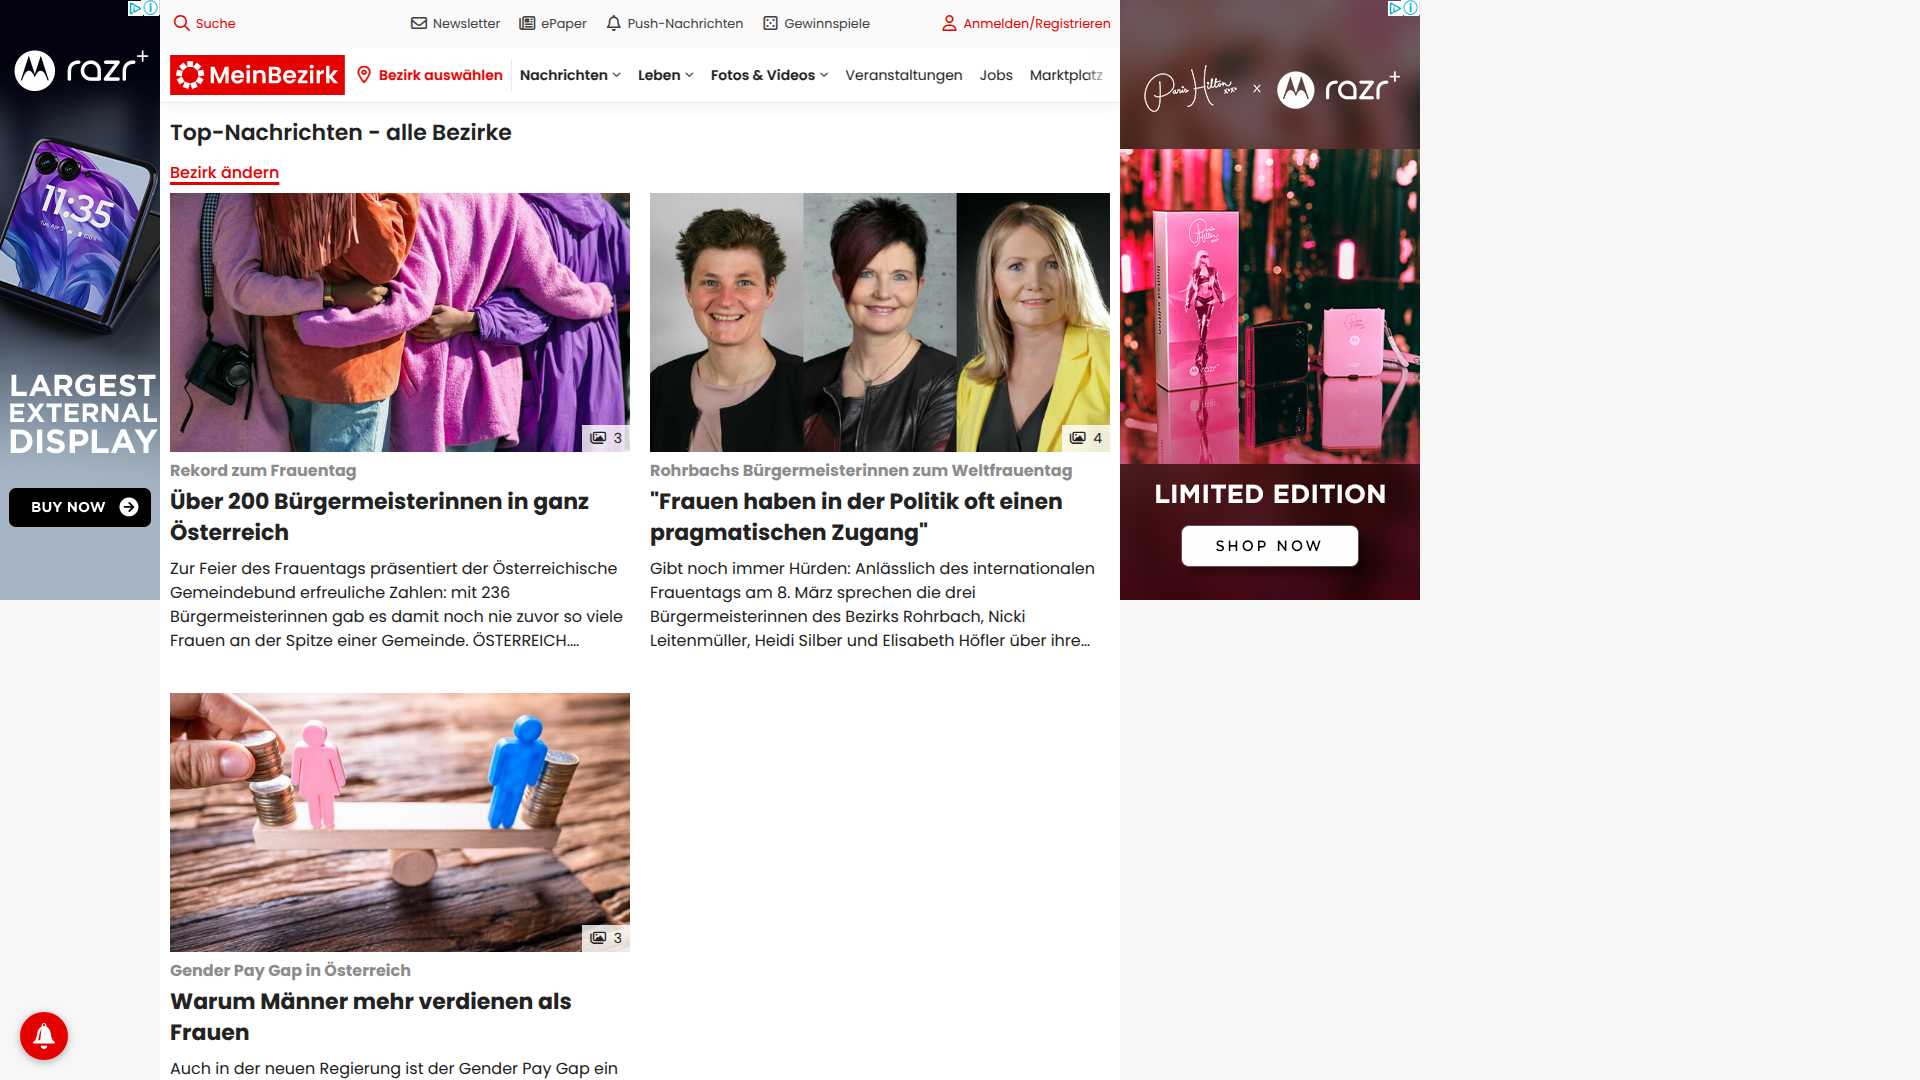 Suche
Newsletter
ePaper
Push-Nachrichten
Gewinnspiele
Anmelden/Registrieren
MeinBezirk
Bezirk auswählen
Nachrichten
Leben
Fotos & Videos
Veranstaltungen
Jobs
Marktplatz
Top-Nachrichten - alle Bezirke
Bezirk ändern
3
Rekord zum Frauentag
Über 200 Bürgermeisterinnen in ganz
Österreich
Zur Feier des Frauentags präsentiert der Österreichische
Gemeindebund erfreuliche Zahlen: mit 236
Bürgermeisterinnen gab es damit noch nie zuvor so viele
Frauen an der Spitze einer Gemeinde. ÖSTERREICH....
4
Rohrbachs Bürgermeisterinnen zum Weltfrauentag
"Frauen haben in der Politik oft einen
pragmatischen Zugang"
Gibt noch immer Hürden: Anlässlich des internationalen
Frauentags am 8. März sprechen die drei
Bürgermeisterinnen des Bezirks Rohrbach, Nicki
Leitenmüller, Heidi Silber und Elisabeth Höfler über ihre...
3
Gender Pay Gap in Österreich
Warum Männer mehr verdienen als
Frauen
Auch in der neuen Regierung ist der Gender Pay Gap ein
razr+
11:35
LARGEST
EXTERNAL
DISPLAY
BUY NOW
Paris Hilton
x
razr+
razr
LIMITED EDITION
SHOP NOW